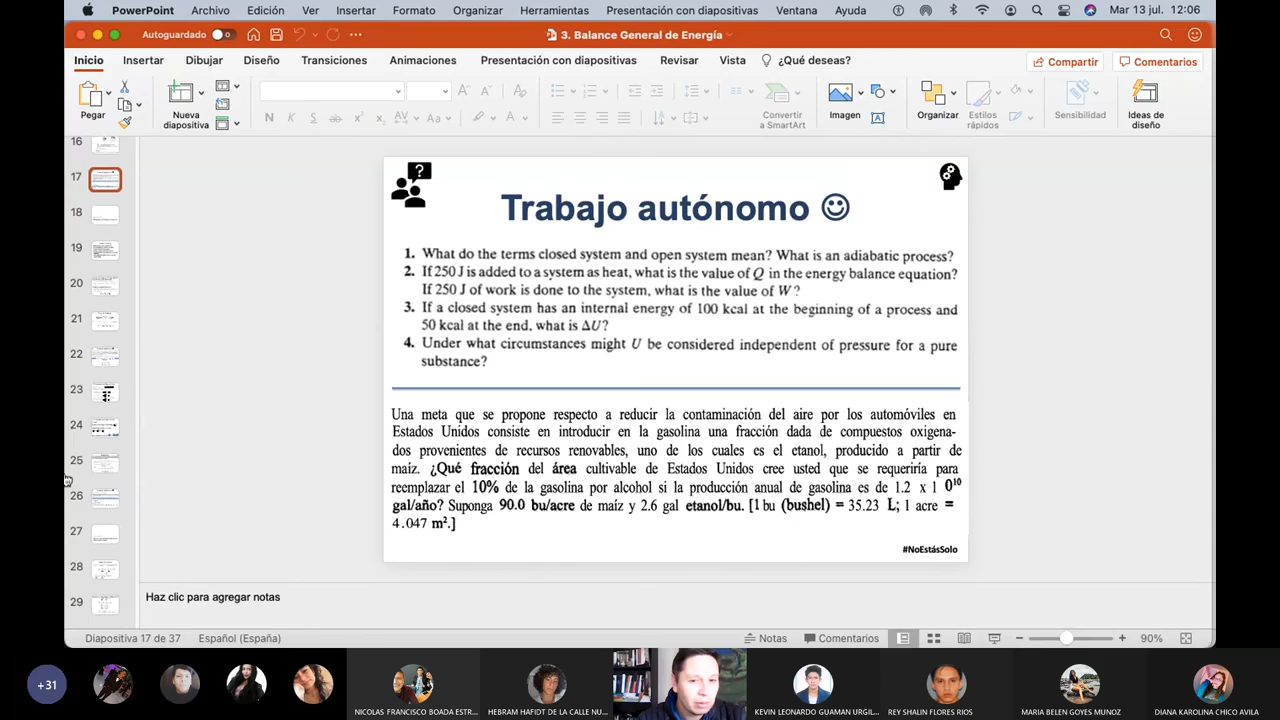 PowerPoint Archivo Edición Ver Insertar Formato Organizar Herramientas Presentación con diapositivas Ventana Ayuda Mar 13 jul. 12:06
Autoguardado 3. Balance General de Energía
Inicio Insertar Dibujar Diseño Transiciones Animaciones Presentación con diapositivas Revisar Vista ¿Qué deseas? Compartir Comentarios
Pegar Nueva diapositiva Convertir a SmartArt Imagen Organizar Estilos rápidos Sensibilidad Ideas de diseño
16
17
18
19
20
21
22
23
24
25
26
27
28
29
Trabajo autónomo
1. What do the terms closed system and open system mean? What is an adiabatic process?
2. If 250 J is added to a system as heat, what is the value of Q in the energy balance equation?
If 250 J of work is done to the system, what is the value of W?
3. If a closed system has an internal energy of 100 kcal at the beginning of a process and
50 kcal at the end, what is ΔU?
4. Under what circumstances might U be considered independent of pressure for a pure
substance?
Una meta que se propone respecto a reducir la contaminación del aire por los automóviles en
Estados Unidos consiste en introducir en la gasolina una fracción dada de compuestos oxigena-
dos provenientes de recursos renovables, uno de los cuales es el etanol, producido a partir de
maíz. ¿Qué fracción del área cultivable de Estados Unidos cree usted que se requeriría para
reemplazar el 10% de la gasolina por alcohol si la producción anual de gasolina es de 1.2 x 1 0¹⁰
gal/año? Suponga 90.0 bu/acre de maíz y 2.6 gal etanol/bu. [1 bu (bushel) = 35.23 L; 1 acre =
4.047 m².]
#NoEstásSolo
Haz clic para agregar notas
Diapositiva 17 de 37 Español (España) Notas Comentarios 90%
+31 NICOLAS FRANCISCO BOADA ESTR... HEBRAM HAFIDT DE LA CALLE NU... KEVIN LEONARDO GUAMAN URGIL... REY SHALIN FLORES RIOS MARIA BELEN GOYES MUNOZ DIANA KAROLINA CHICO AVILA